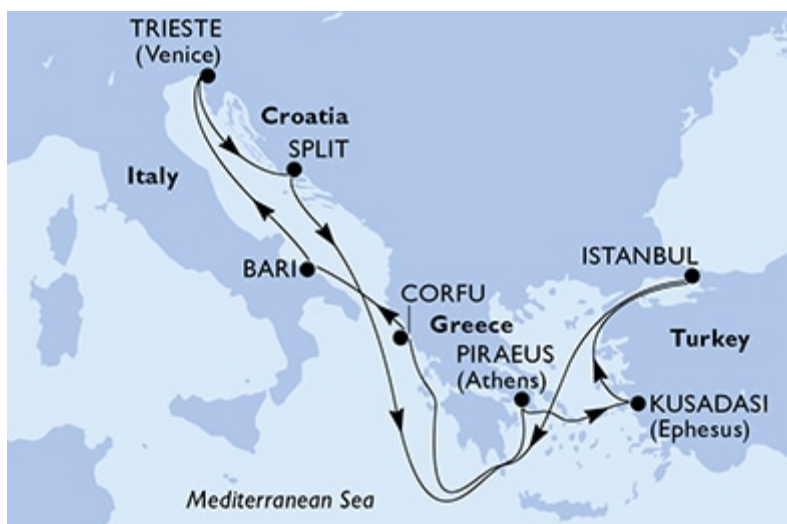 TRIESTE
(Venice)
Croatia
SPLIT
Italy
BARI
ISTANBUL
CORFU
Greece
Turkey
PIRAEUS
(Athens)
KUSADASI
(Ephesus)
Mediterranean Sea